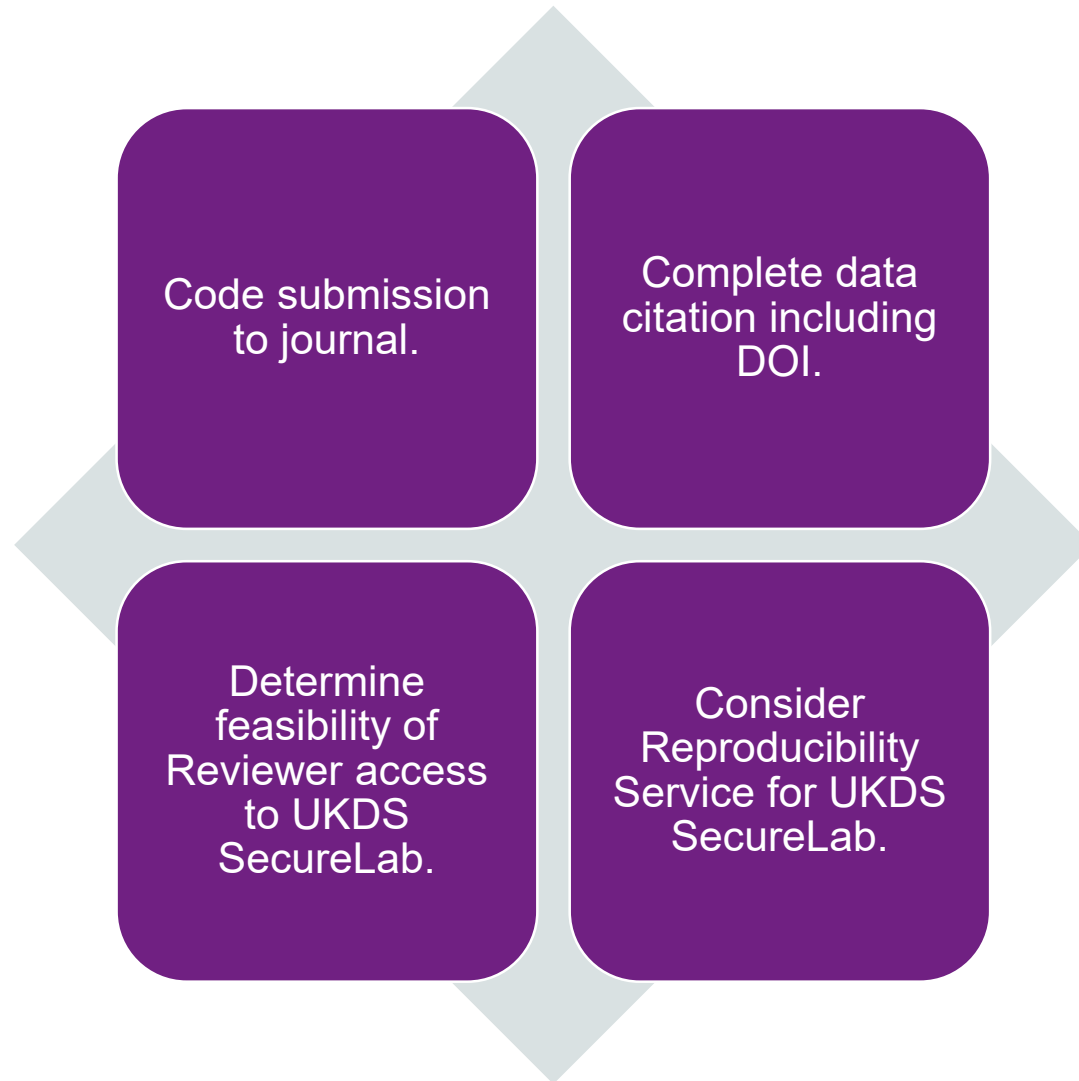 Code submission
to journal.
Complete data
citation including
DOI.
Determine
feasibility of
Reviewer access
to UKDS
SecureLab.
Consider
Reproducibility
Service for UKDS
SecureLab.